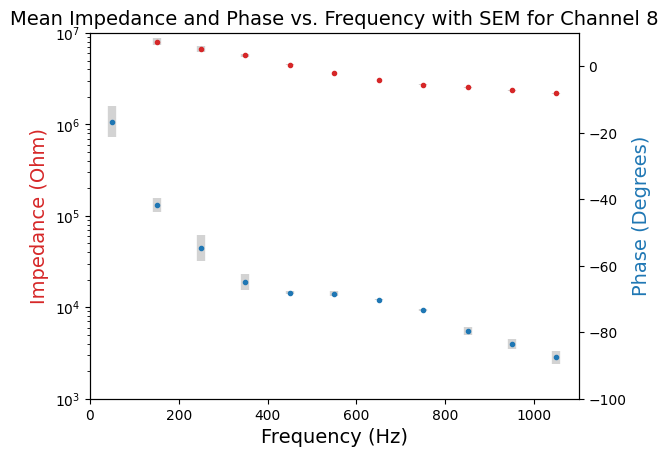 Mean Impedance and Phase vs. Frequency with SEM for Channel 8
Impedance (Ohm)
10^7
10^6
10^5
10^4
10^3
0 200 400 600 800 1000
Frequency (Hz)
0
−20
−40
−60
−80
−100
Phase (Degrees)